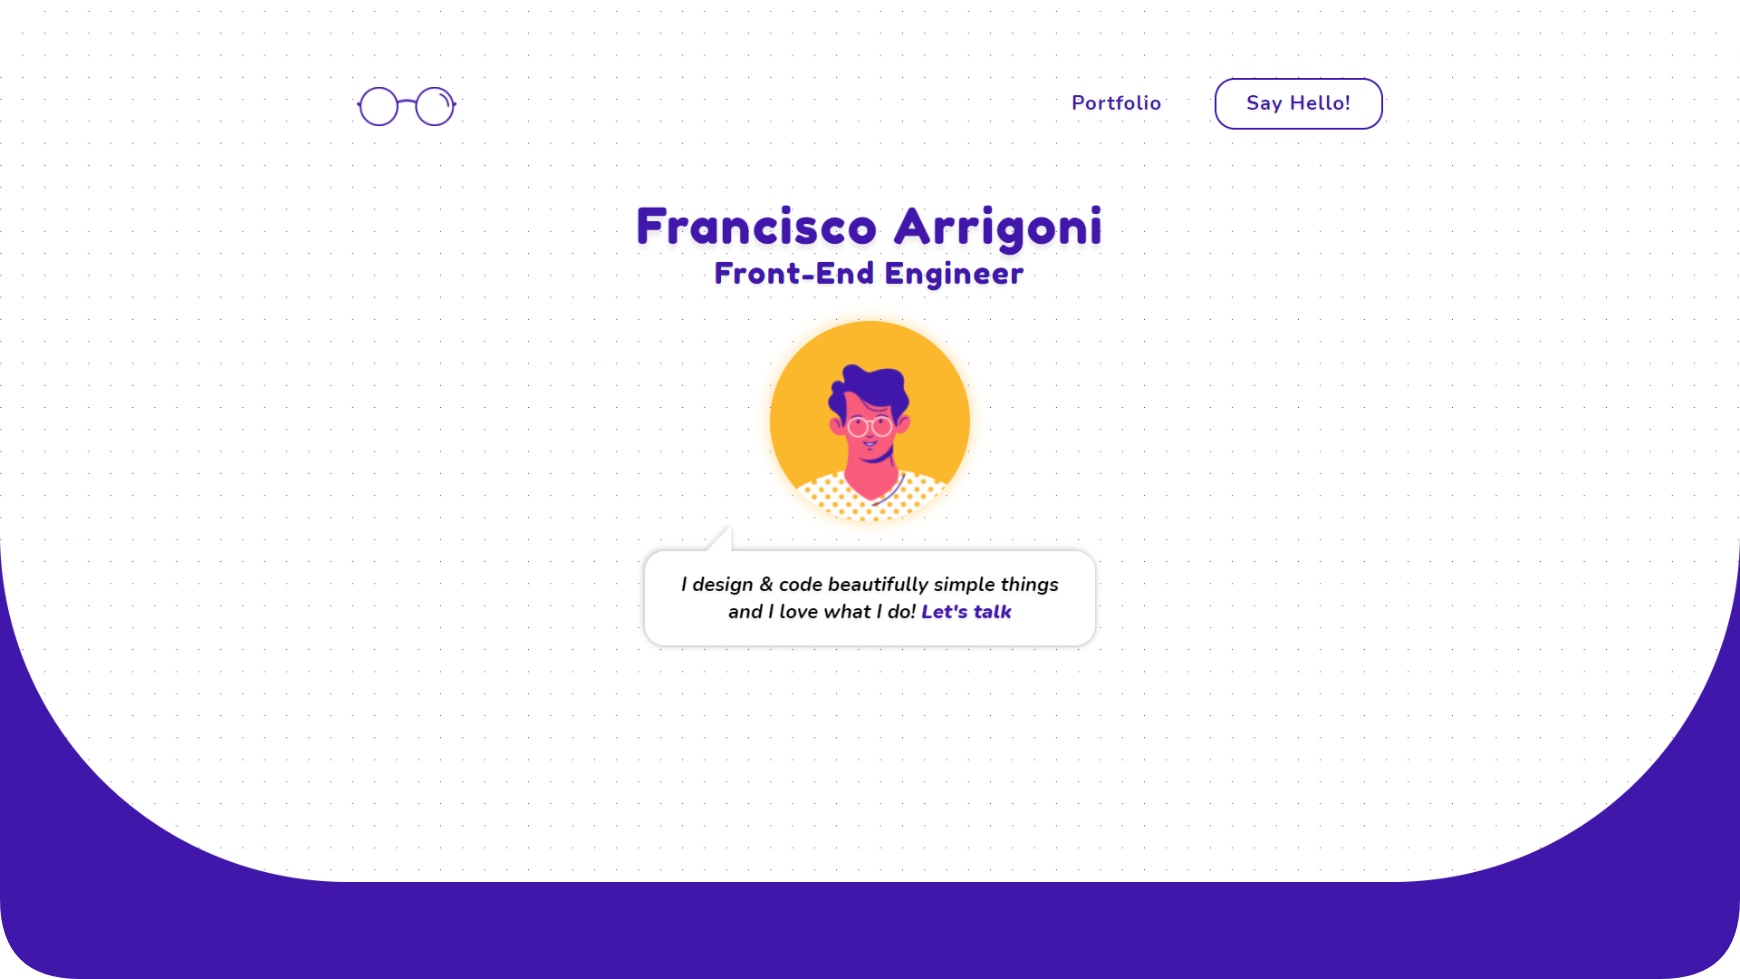 Portfolio
Say Hello!
Francisco Arrigoni
Front-End Engineer
I design & code beautifully simple things
and I love what I do! Let's talk